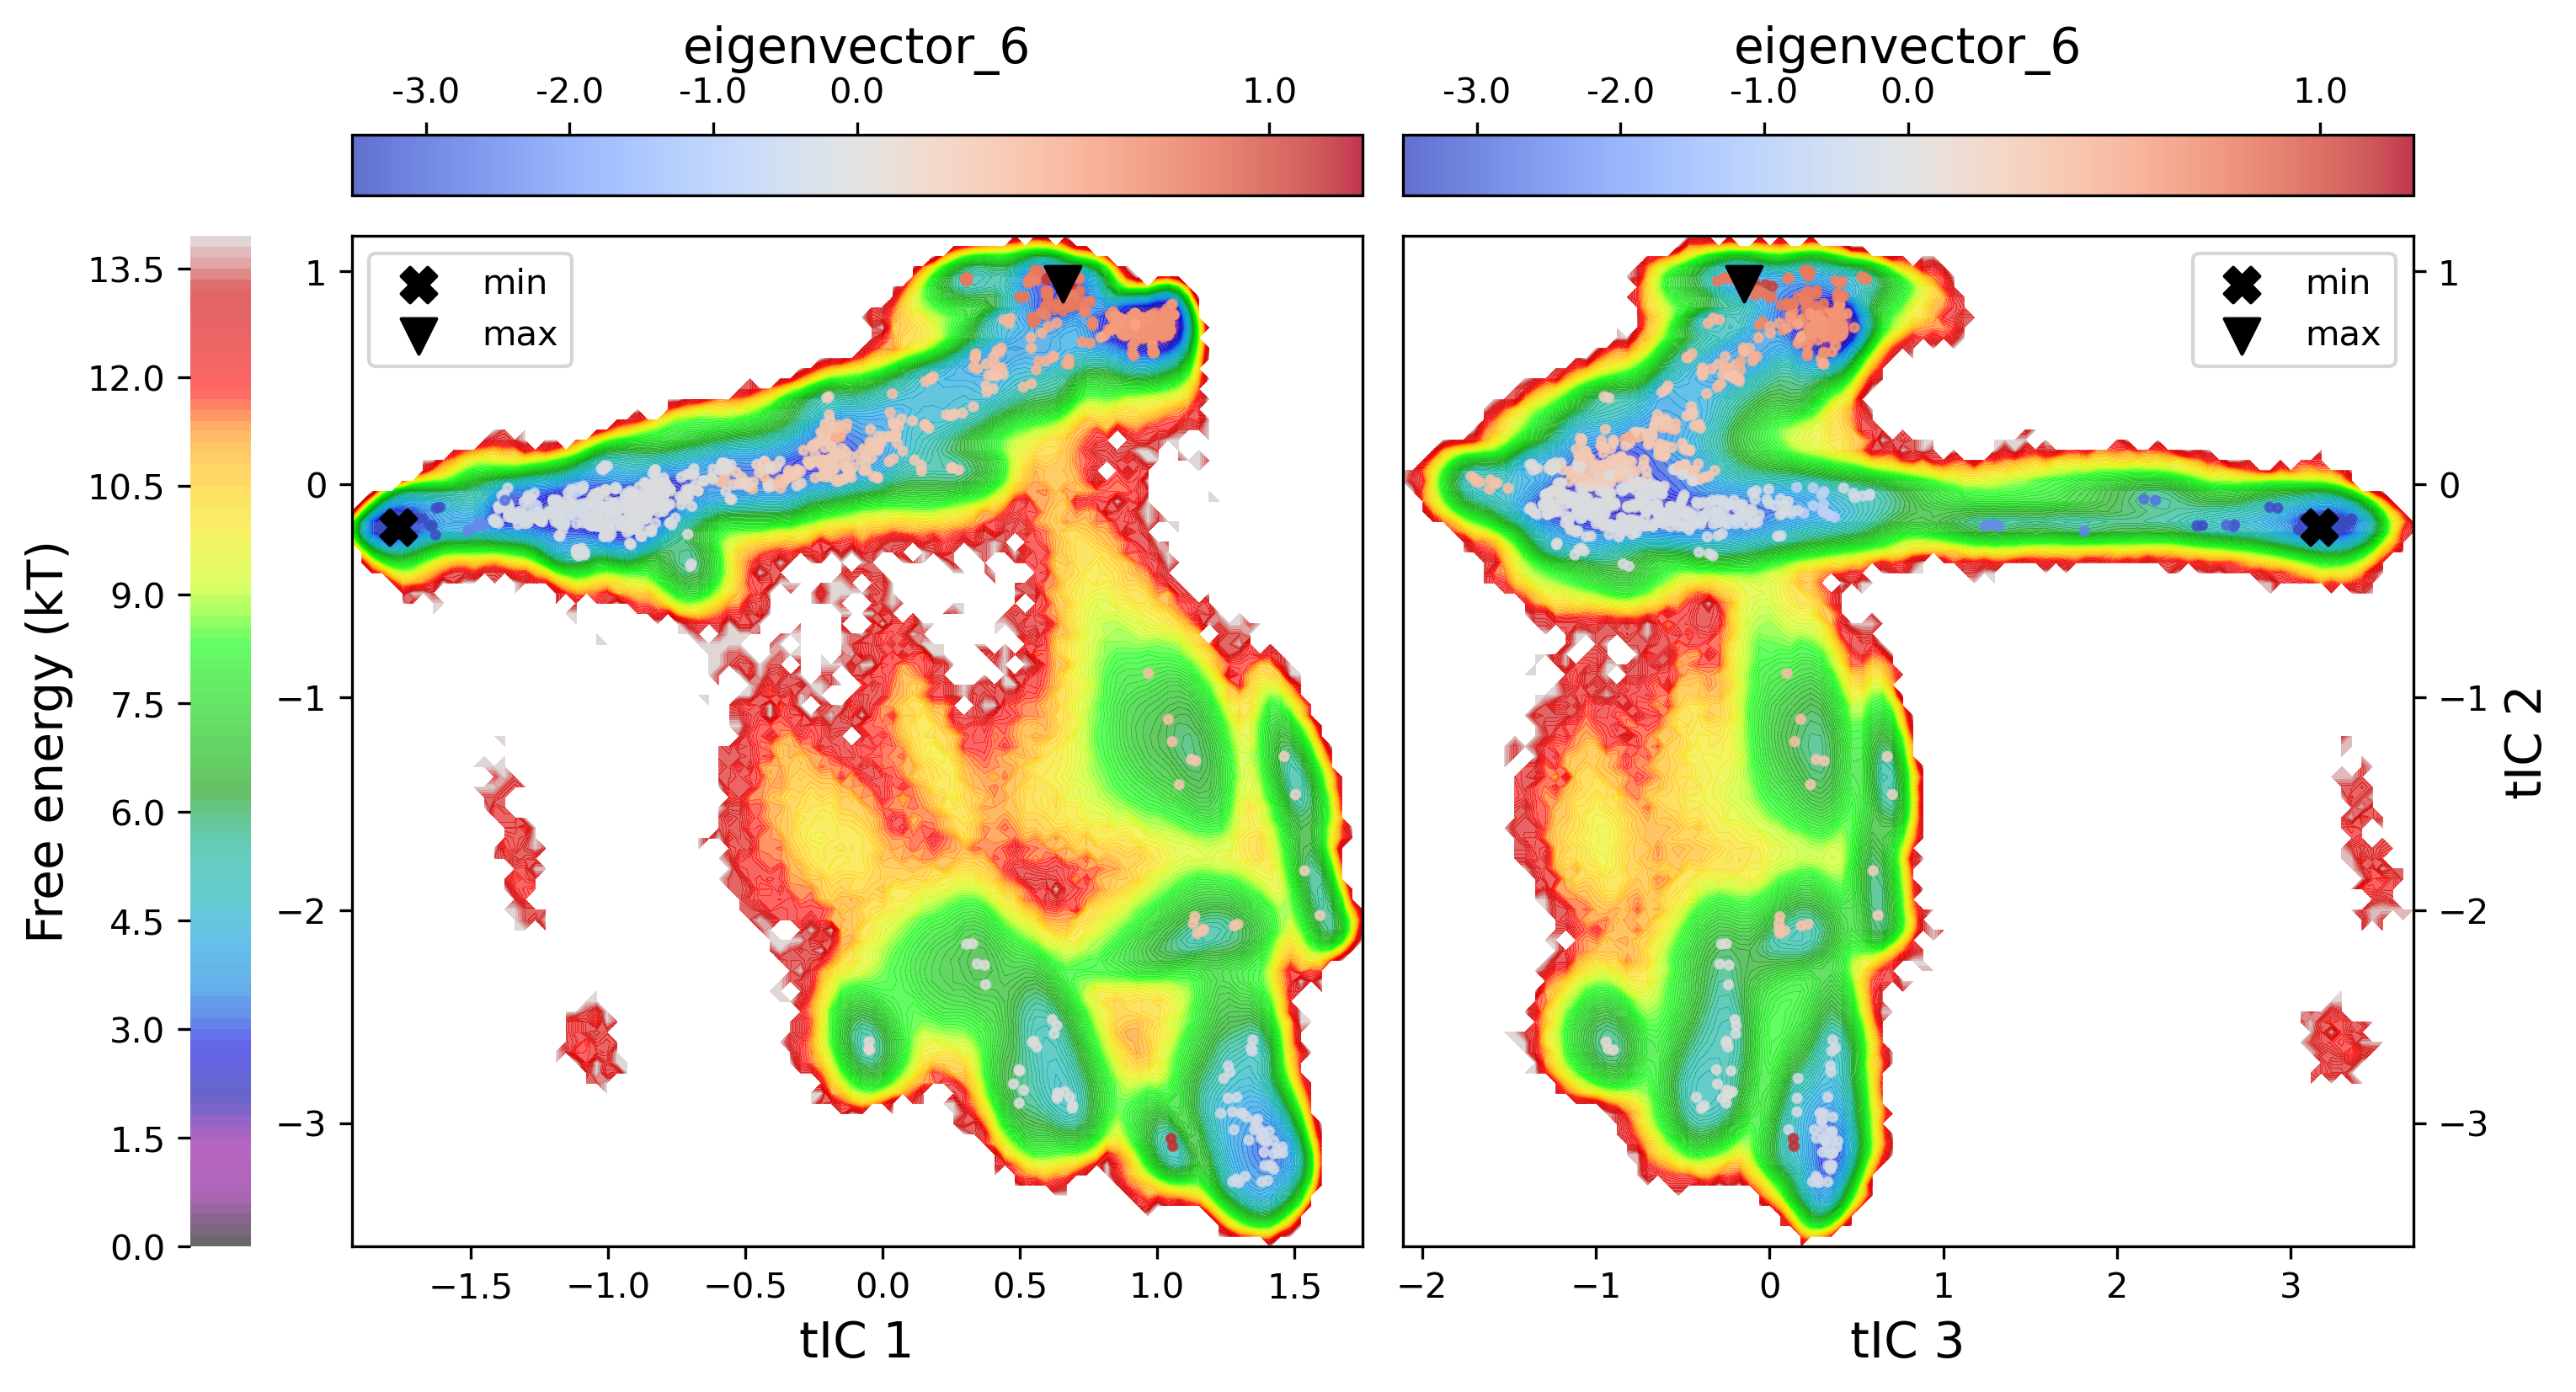 eigenvector_6
eigenvector_6
-3.0 -2.0 -1.0 0.0 1.0
-3.0 -2.0 -1.0 0.0 1.0
Free energy (kT)
13.5
12.0
10.5
9.0
7.5
6.0
4.5
3.0
1.5
0.0
min
max
1
0
−1
−2
−3
−1.5 −1.0 −0.5 0.0 0.5 1.0 1.5
tIC 1
min
max
1
0
−1
−2
−3
tIC 2
−2 −1 0 1 2 3
tIC 3